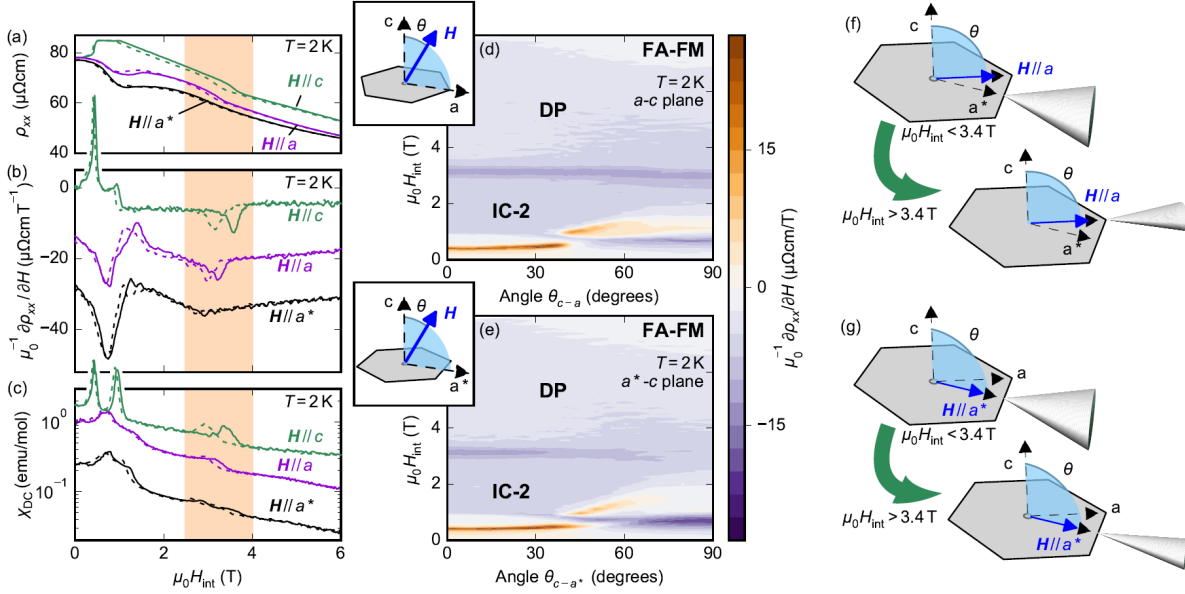 (a)
ρxx (μΩcm)
80
60
40
T = 2 K
H // c
H // a*
H // a
(b)
μ0⁻¹ ∂ρxx/∂H (μΩcmT⁻¹)
0
−20
−40
T = 2 K
H // c
H // a
H // a*
(c)
χDC (emu/mol)
10⁰
10⁻¹
T = 2 K
H // c
H // a
H // a*
0
2
4
6
μ0Hint (T)
c
θ
H
a
(d)
FA-FM
T = 2 K
a-c plane
DP
IC-2
μ0Hint (T)
4
2
0
0
30
60
90
Angle θc−a (degrees)
c
θ
H
a*
(e)
FA-FM
T = 2 K
a*-c plane
DP
IC-2
μ0Hint (T)
4
2
0
0
30
60
90
Angle θc−a* (degrees)
15
0
−15
μ0⁻¹ ∂ρxx/∂H (μΩcm/T)
(f)
c
θ
H // a
a*
μ0Hint < 3.4 T
μ0Hint > 3.4 T
c
θ
H // a
a*
(g)
c
θ
a
H // a*
μ0Hint < 3.4 T
μ0Hint > 3.4 T
c
θ
a
H // a*